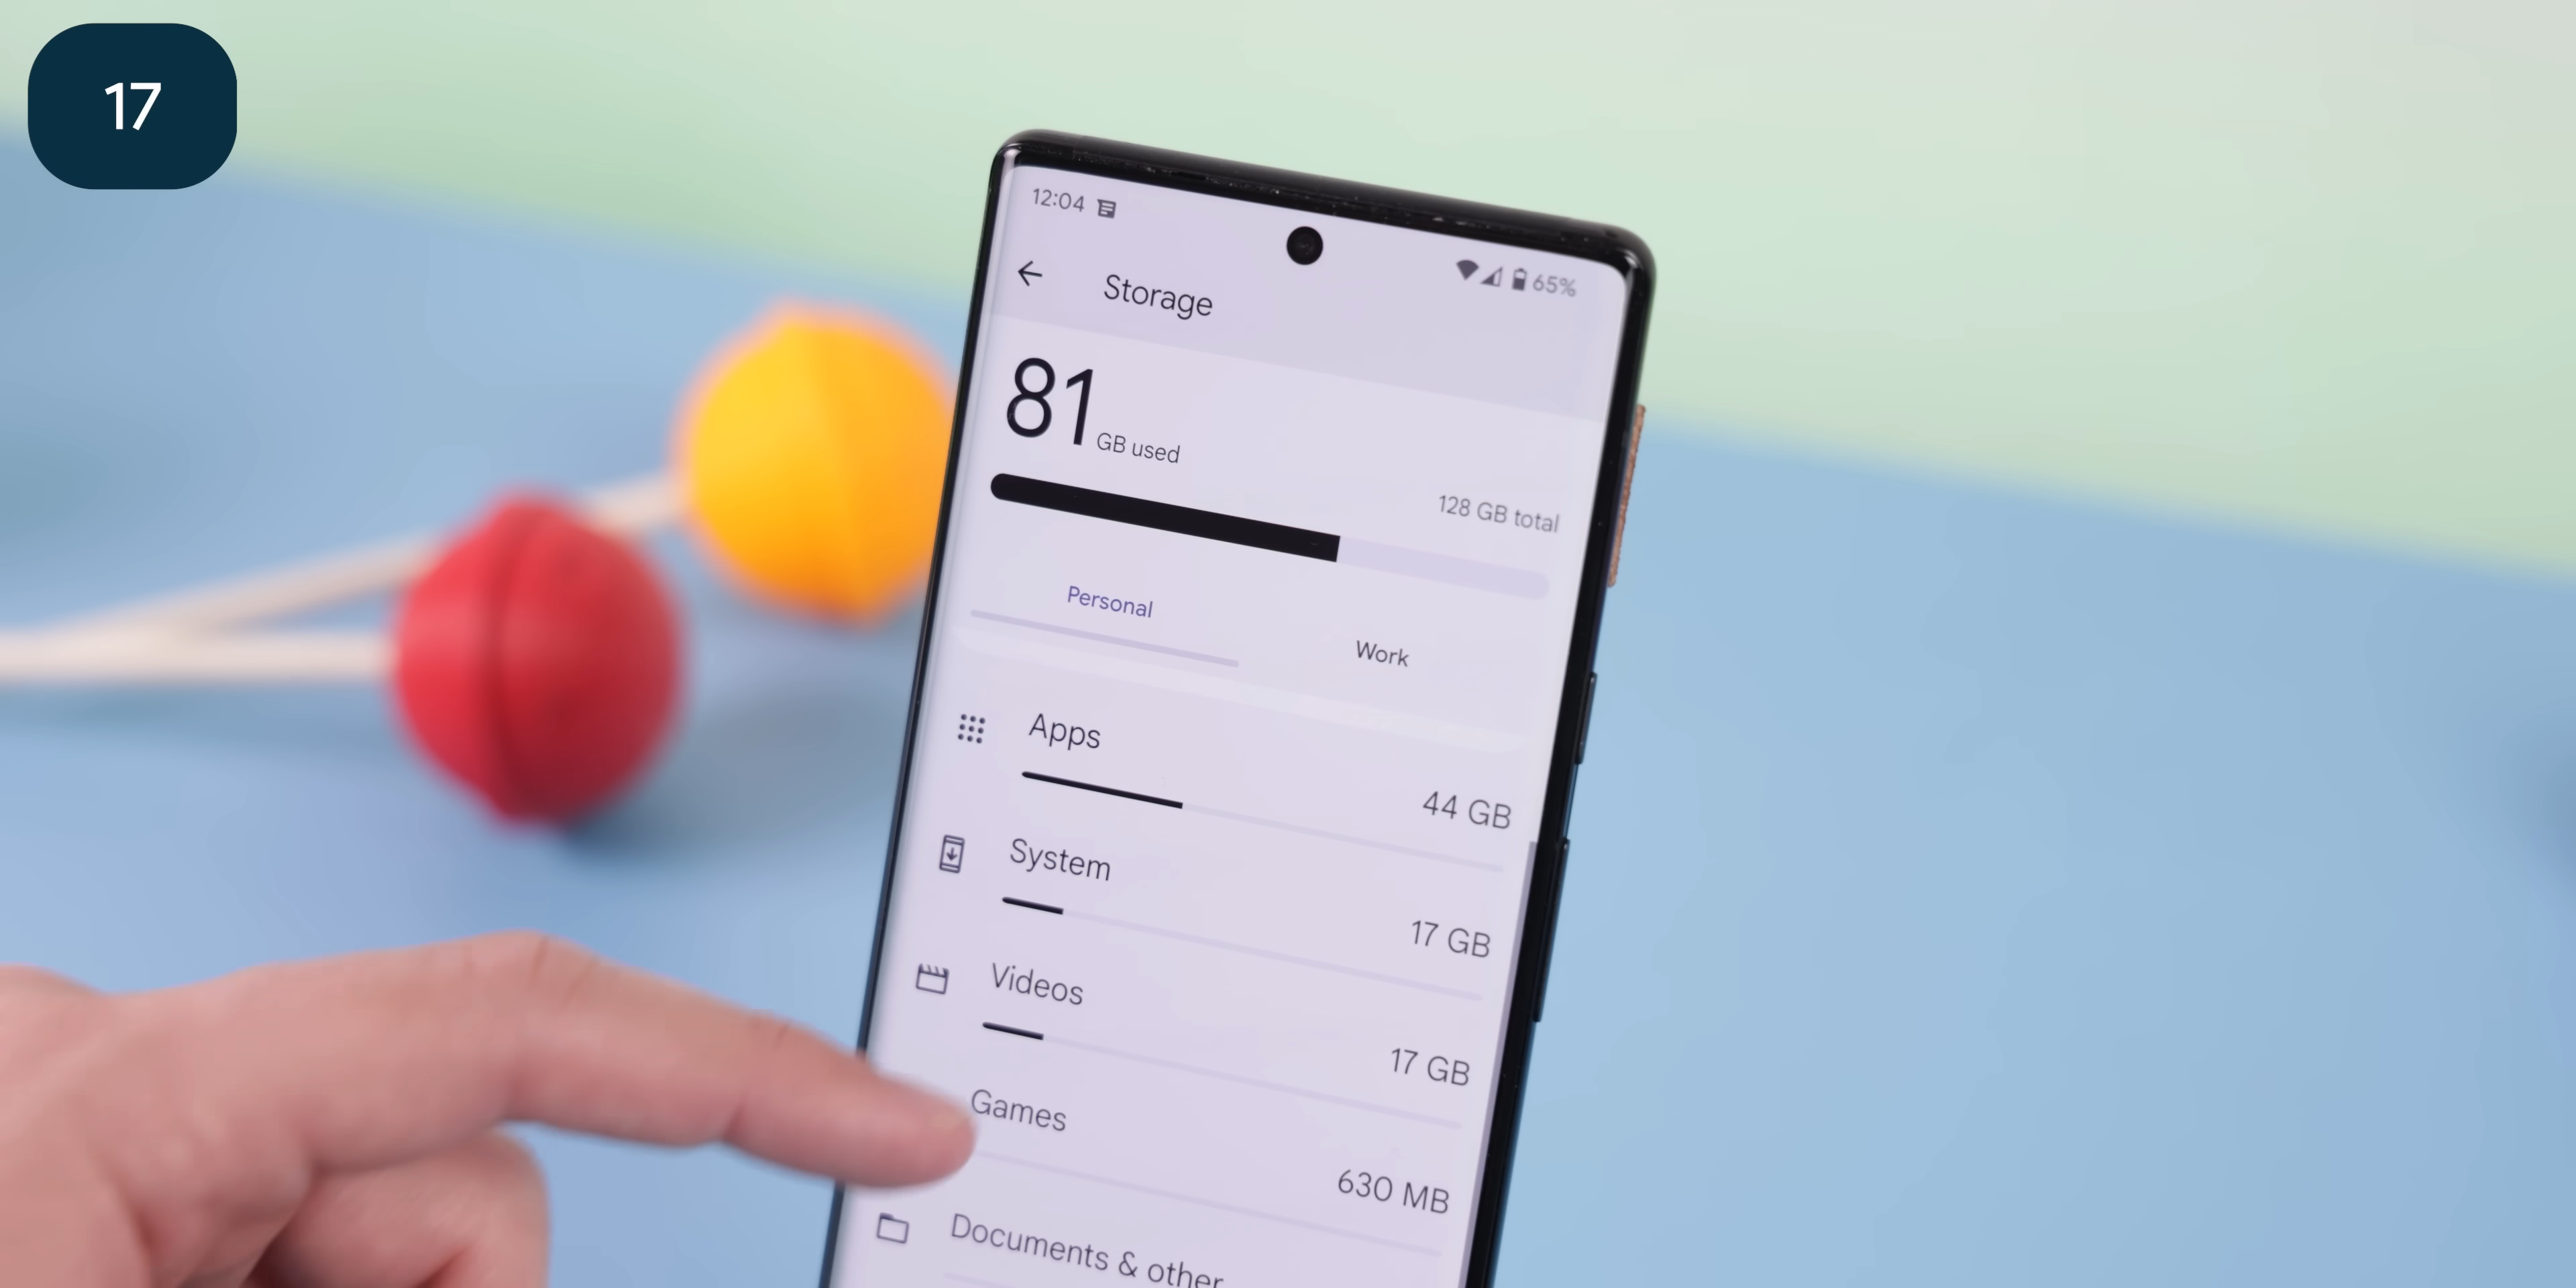 17
12:04
65%
Storage
81 GB used
128 GB total
Personal
Work
Apps
44 GB
System
17 GB
Videos
17 GB
Games
630 MB
Documents & other